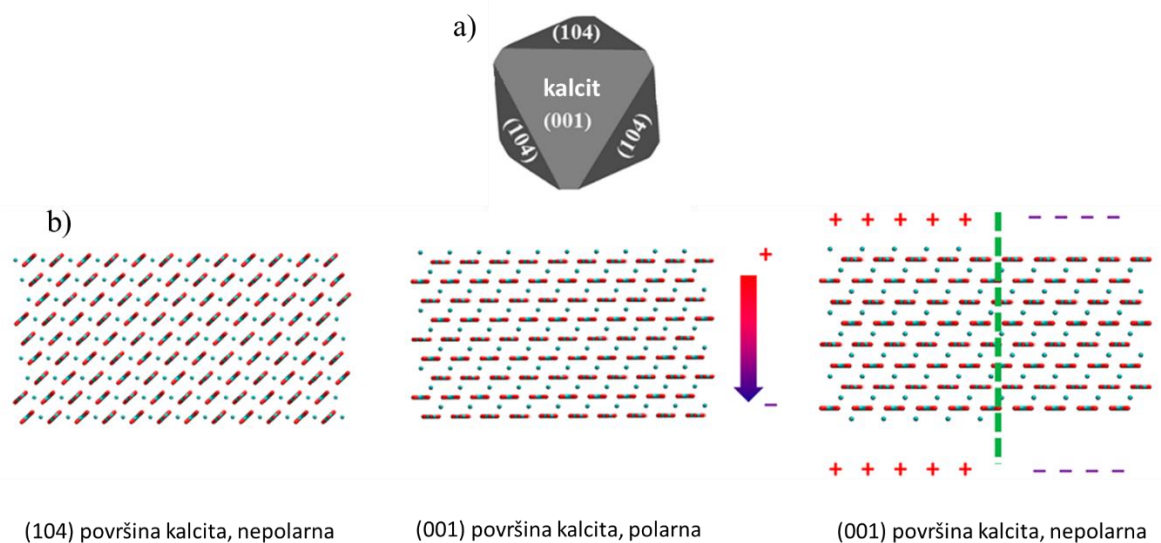 a)
(104)
kalcit
(001)
(104)
(104)
b)
+ + + + +
– – – –
+
–
+ + + + +
– – – –
(104) površina kalcita, nepolarna
(001) površina kalcita, polarna
(001) površina kalcita, nepolarna